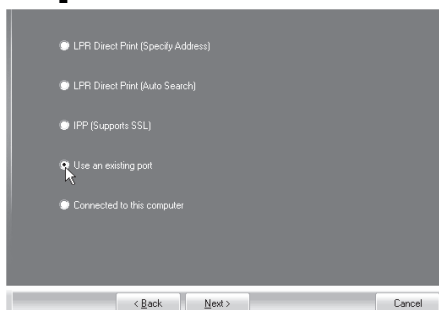 LPR Direct Print (Specify Address)
LPR Direct Print (Auto Search)
IPP (Supports SSL)
Use an existing port
Connected to this computer
< Back Next > Cancel